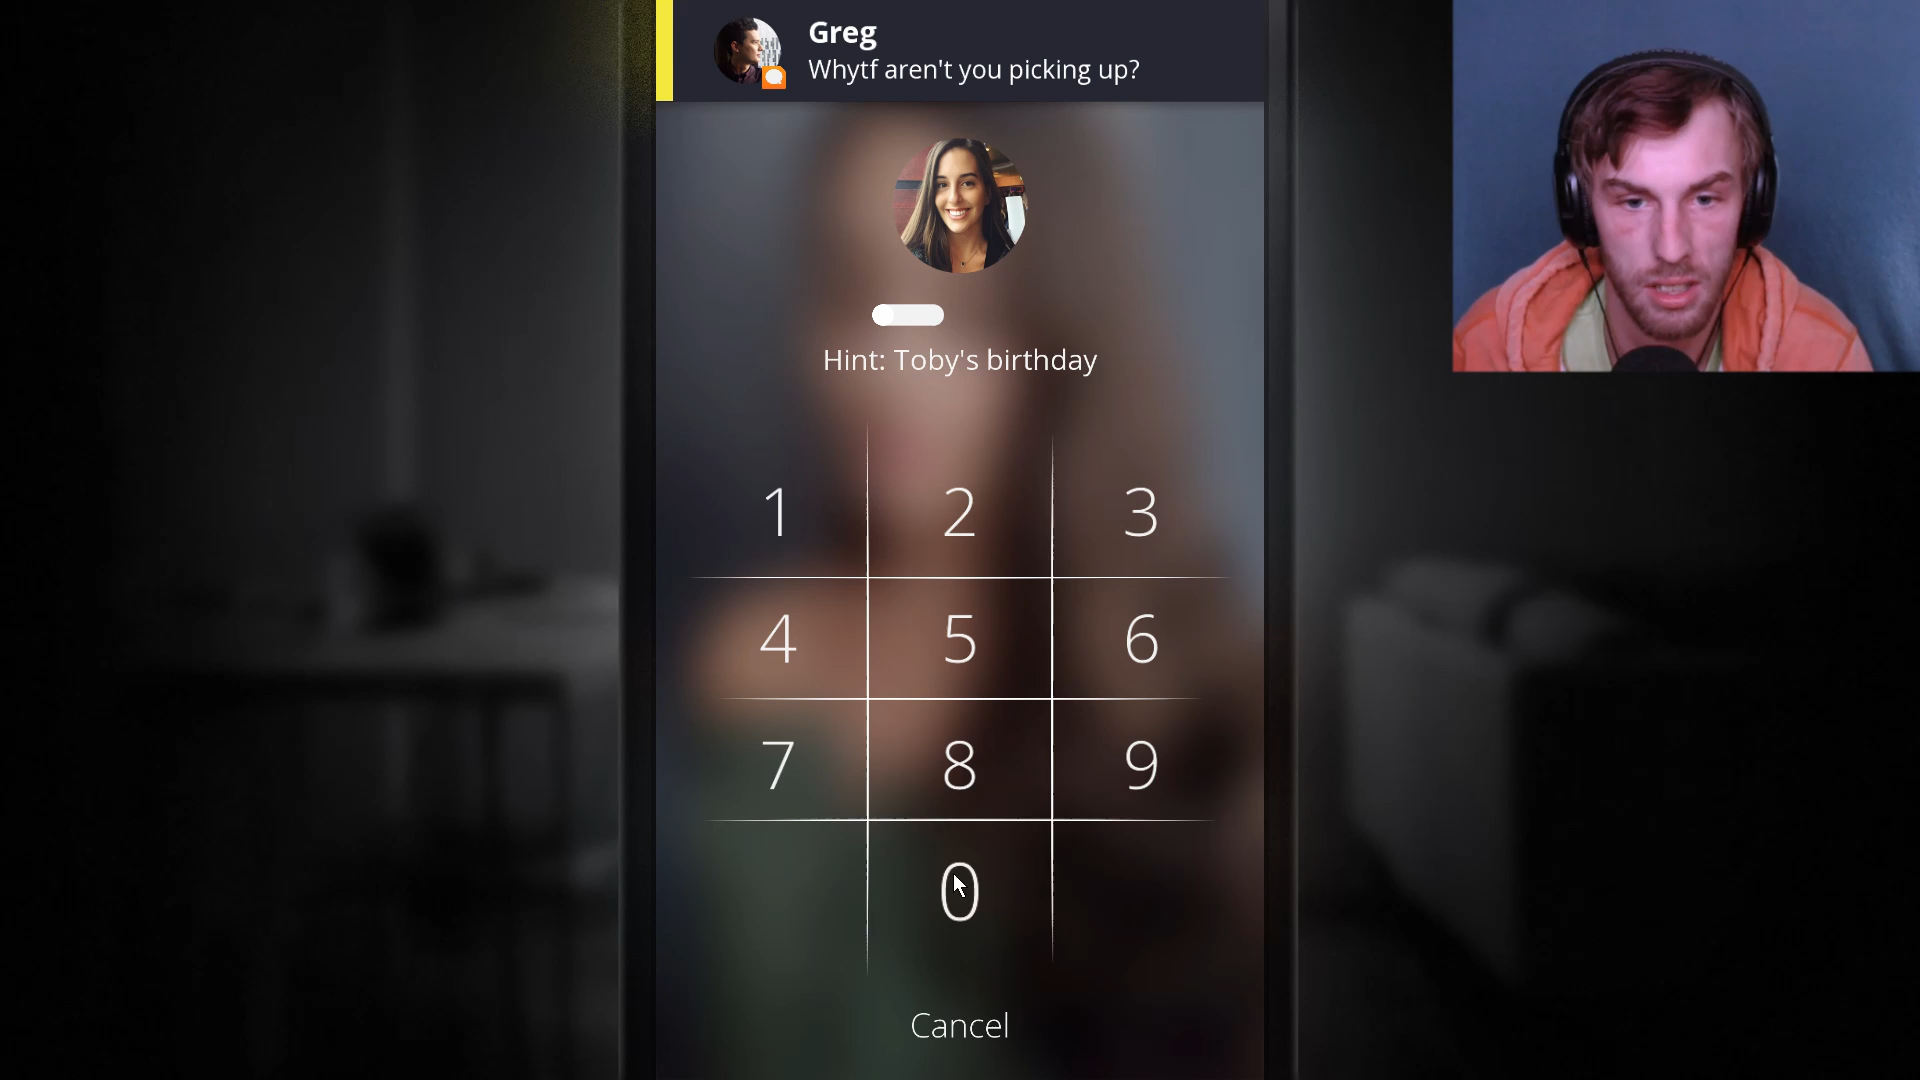 Greg
Whytf aren't you picking up?
Hint: Toby's birthday
1 2 3
4 5 6
7 8 9
0
Cancel